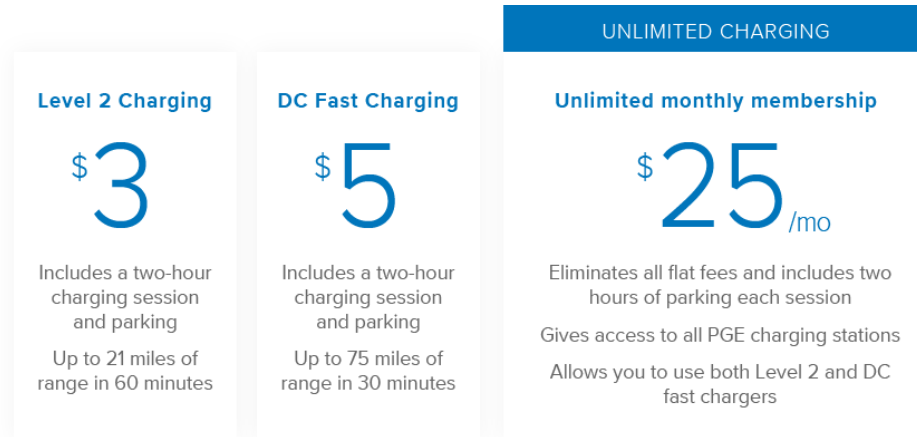 UNLIMITED CHARGING
Level 2 Charging
$3
Includes a two-hour
charging session
and parking
Up to 21 miles of
range in 60 minutes
DC Fast Charging
$5
Includes a two-hour
charging session
and parking
Up to 75 miles of
range in 30 minutes
Unlimited monthly membership
$25/mo
Eliminates all flat fees and includes two
hours of parking each session
Gives access to all PGE charging stations
Allows you to use both Level 2 and DC
fast chargers